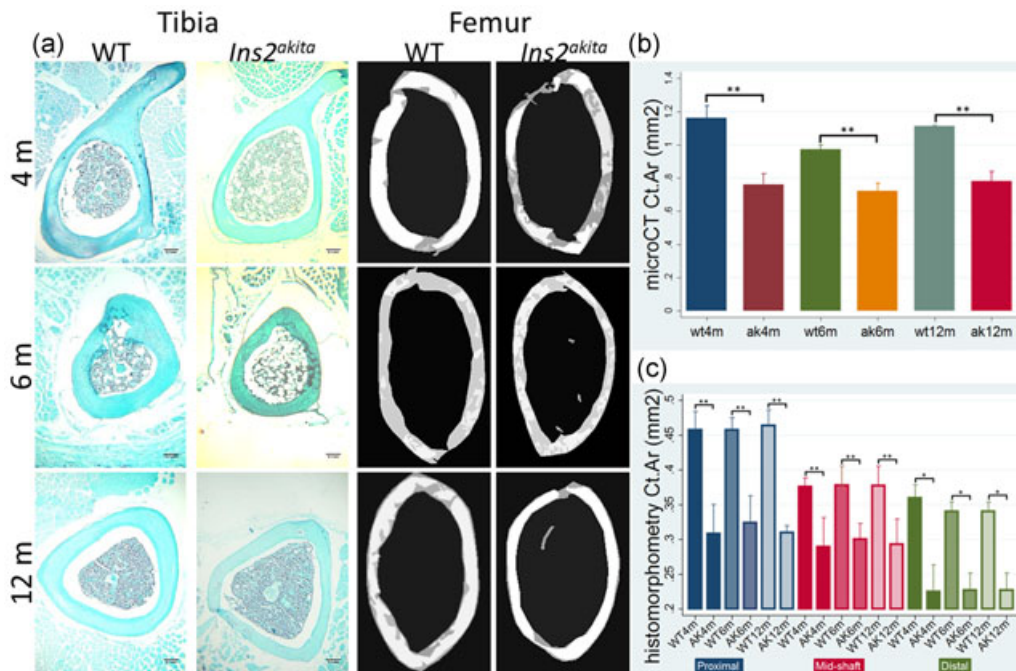 Tibia Femur
(a) WT Ins2akita WT Ins2akita
4 m
6 m
12 m
(b)
microCT Ct.Ar (mm2)
1.4
1.2
1
.8
.6
.4
.2
0
** ** **
wt4m ak4m wt6m ak6m wt12m ak12m
(c)
histomorphometry Ct.Ar (mm2)
.45
.4
.35
.3
.25
.2
** ** ** ** ** ** * * *
WT4m AK4m WT6m AK6m WT12m AK12m WT4m AK4m WT6m AK6m WT12m AK12m WT4m AK4m WT6m AK6m WT12m AK12m
Proximal Mid-shaft Distal